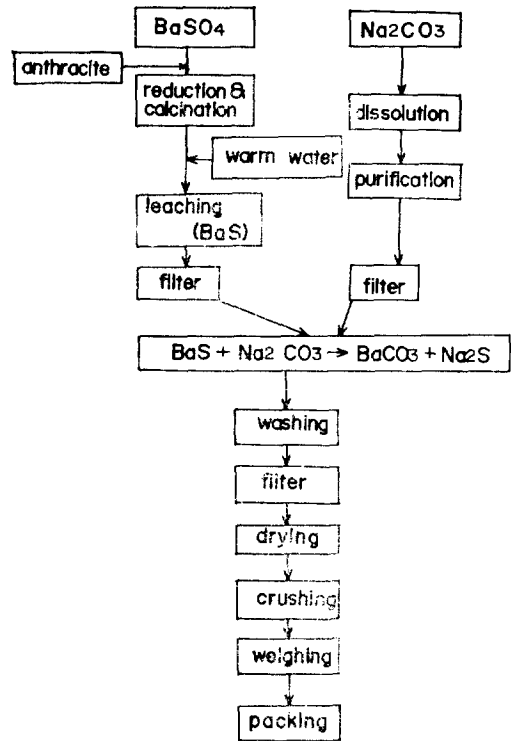 BaSO4
Na2CO3
anthracite
reduction &
calcination
dissolution
warm water
purification
leaching
(BaS)
filter
filter
BaS + Na2 CO3 → BaCO3 + Na2S
washing
filter
drying
crushing
weighing
packing